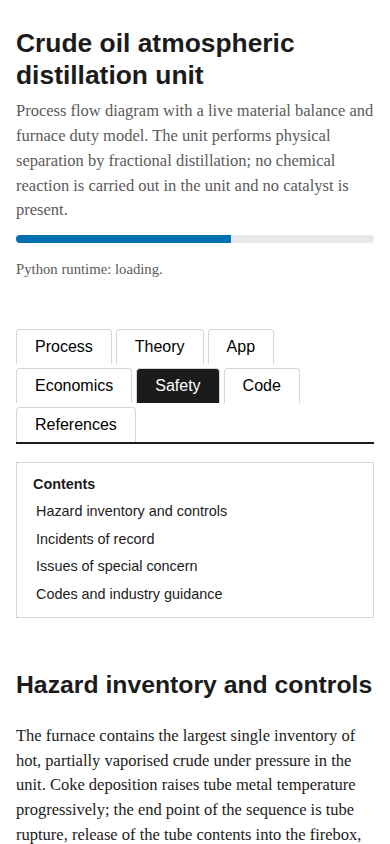 Crude oil atmospheric
distillation unit
Process flow diagram with a live material balance and
furnace duty model. The unit performs physical
separation by fractional distillation; no chemical
reaction is carried out in the unit and no catalyst is
present.
Python runtime: loading.
Process Theory App
Economics Safety Code
References
Contents
Hazard inventory and controls
Incidents of record
Issues of special concern
Codes and industry guidance
Hazard inventory and controls
The furnace contains the largest single inventory of
hot, partially vaporised crude under pressure in the
unit. Coke deposition raises tube metal temperature
progressively; the end point of the sequence is tube
rupture, release of the tube contents into the firebox,